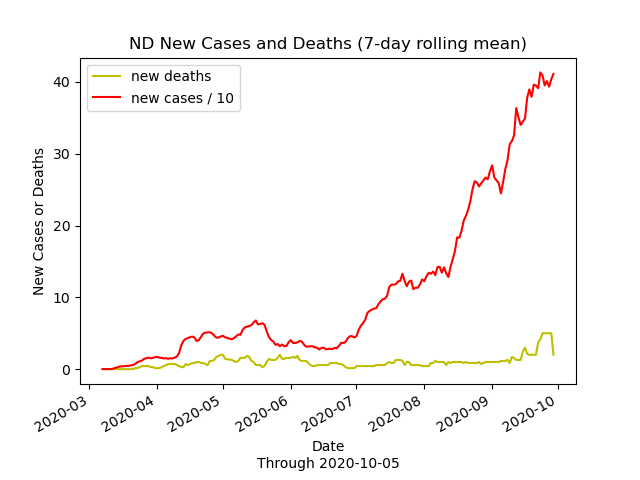 ND New Cases and Deaths (7-day rolling mean)
new deaths
new cases / 10
New Cases or Deaths
40
30
20
10
0
2020-03
2020-04
2020-05
2020-06
2020-07
2020-08
2020-09
2020-10
Date
Through 2020-10-05